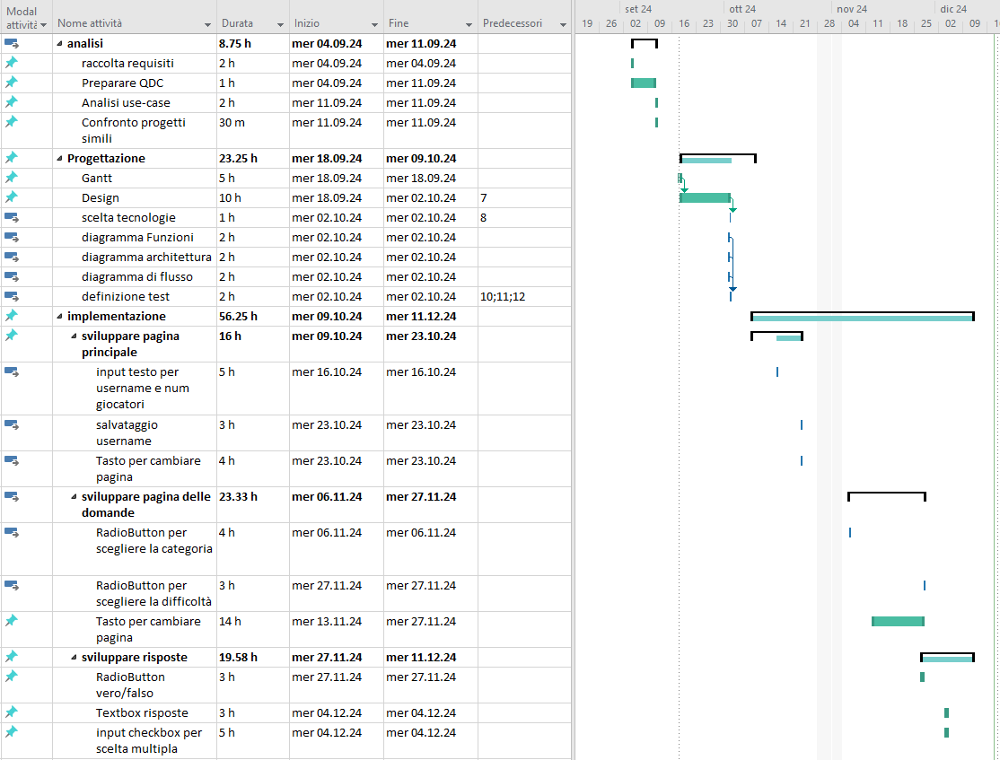 Modal
attività Nome attività Durata Inizio Fine Predecessori
set 24 ott 24 nov 24 dic 24
19 26 02 09 16 23 30 07 14 21 28 04 11 18 25 02 09
analisi 8.75 h mer 04.09.24 mer 11.09.24
raccolta requisiti 2 h mer 04.09.24 mer 04.09.24
Preparare QDC 1 h mer 04.09.24 mer 11.09.24
Analisi use-case 2 h mer 11.09.24 mer 11.09.24
Confronto progetti 30 m mer 11.09.24 mer 11.09.24
simili
Progettazione 23.25 h mer 18.09.24 mer 09.10.24
Gantt 5 h mer 18.09.24 mer 18.09.24
Design 10 h mer 18.09.24 mer 02.10.24 7
scelta tecnologie 1 h mer 02.10.24 mer 02.10.24 8
diagramma Funzioni 2 h mer 02.10.24 mer 02.10.24
diagramma architettura 2 h mer 02.10.24 mer 02.10.24
diagramma di flusso 2 h mer 02.10.24 mer 02.10.24
definizione test 2 h mer 02.10.24 mer 02.10.24 10;11;12
implementazione 56.25 h mer 09.10.24 mer 11.12.24
sviluppare pagina 16 h mer 09.10.24 mer 23.10.24
principale
input testo per 5 h mer 16.10.24 mer 16.10.24
username e num
giocatori
salvataggio 3 h mer 23.10.24 mer 23.10.24
username
Tasto per cambiare 4 h mer 23.10.24 mer 23.10.24
pagina
sviluppare pagina delle 23.33 h mer 06.11.24 mer 27.11.24
domande
RadioButton per 4 h mer 06.11.24 mer 06.11.24
scegliere la categoria
RadioButton per 3 h mer 27.11.24 mer 27.11.24
scegliere la difficoltà
Tasto per cambiare 14 h mer 13.11.24 mer 27.11.24
pagina
sviluppare risposte 19.58 h mer 27.11.24 mer 11.12.24
RadioButton 3 h mer 27.11.24 mer 27.11.24
vero/falso
Textbox risposte 3 h mer 04.12.24 mer 04.12.24
input checkbox per 5 h mer 04.12.24 mer 04.12.24
scelta multipla